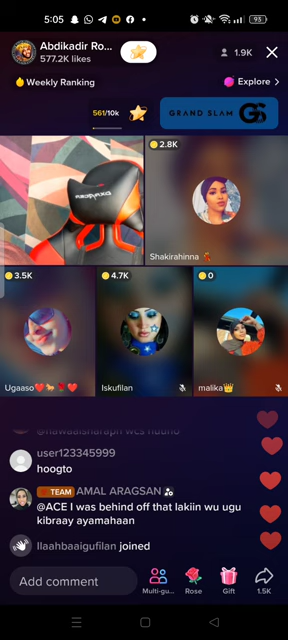 5:05
93
Abdikadir Ro...
577.2K likes
1.9K
Weekly Ranking
Explore >
561/10k
GRAND SLAM GS
DXRACER
2.8K
Shakirahinna
3.5K
4.7K
0
Ugaaso
Iskufilan
malika
user123345999
hoogto
TEAM AMAL ARAGSAN
@ACE I was behind off that lakiin wu ugu
kibraay ayamahaan
Ilaahbaaigufilan joined
Add comment
Multi-gu...
Rose
Gift
1.5K